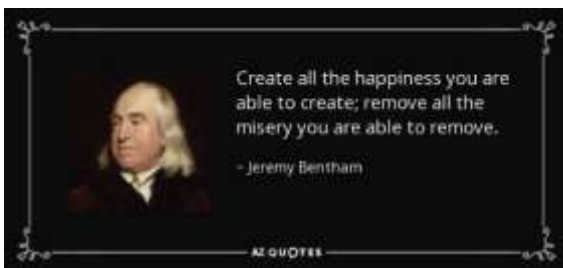 Create all the happiness you are
able to create; remove all the
misery you are able to remove.
- Jeremy Bentham
AZ QUOTES